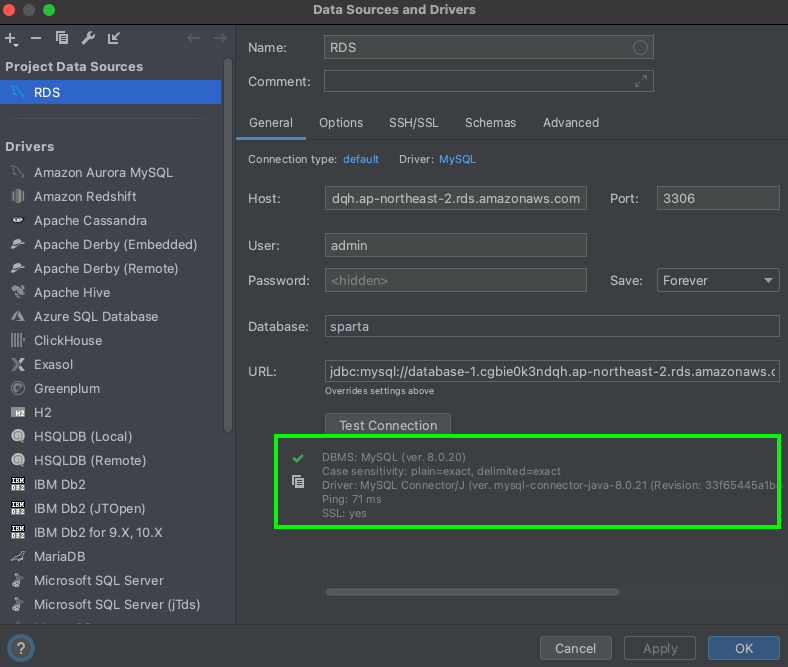 Data Sources and Drivers
Project Data Sources
RDS
Drivers
Amazon Aurora MySQL
Amazon Redshift
Apache Cassandra
Apache Derby (Embedded)
Apache Derby (Remote)
Apache Hive
Azure SQL Database
ClickHouse
Exasol
Greenplum
H2
HSQLDB (Local)
HSQLDB (Remote)
IBM Db2
IBM Db2 (JTOpen)
IBM Db2 for 9.X, 10.X
MariaDB
Microsoft SQL Server
Microsoft SQL Server (jTds)
Name: RDS
Comment:
General Options SSH/SSL Schemas Advanced
Connection type: default Driver: MySQL
Host: dqh.ap-northeast-2.rds.amazonaws.com Port: 3306
User: admin
Password: <hidden> Save: Forever
Database: sparta
URL: jdbc:mysql://database-1.cgbie0k3ndqh.ap-northeast-2.rds.amazonaws.c
Overrides settings above
Test Connection
DBMS: MySQL (ver. 8.0.20)
Case sensitivity: plain=exact, delimited=exact
Driver: MySQL Connector/J (ver. mysql-connector-java-8.0.21 (Revision: 33f65445a1b
Ping: 71 ms
SSL: yes
? Cancel Apply OK